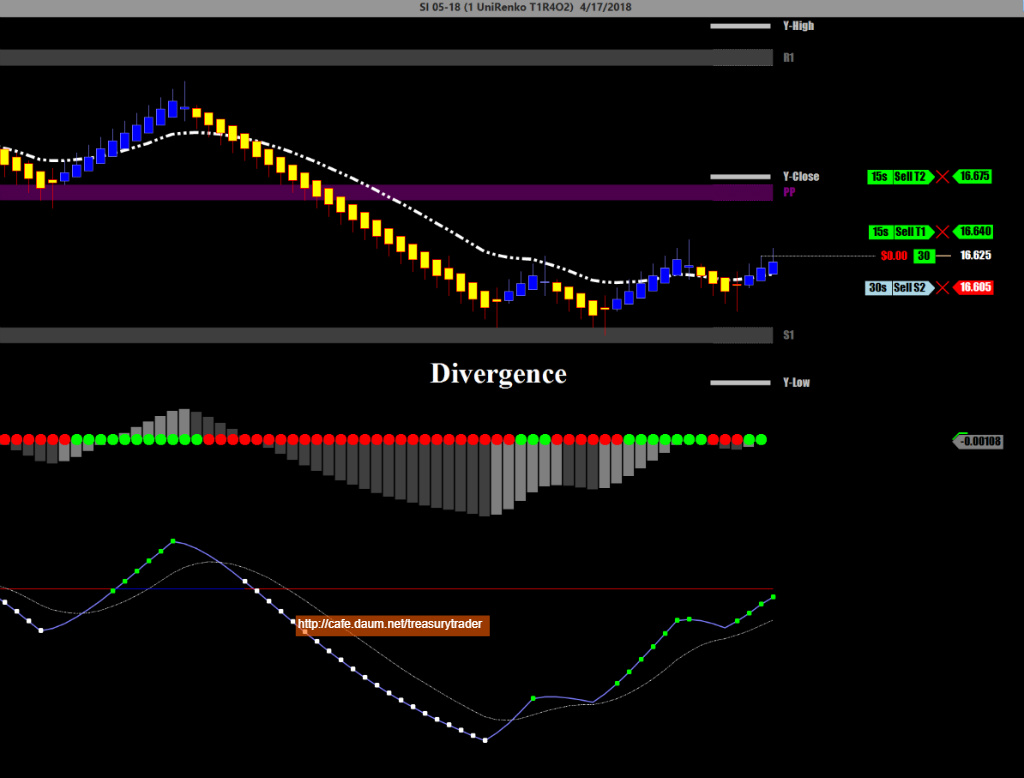 SI 05-18 (1 UniRenko T1R4O2)  4/17/2018
Y-High
R1
Y-Close
15s Sell T2 16.675
PP
15s Sell T1 16.640
$0.00 30 16.625
30s Sell S2 16.605
S1
Divergence
Y-Low
-0.00108
http://cafe.daum.net/treasurytrader